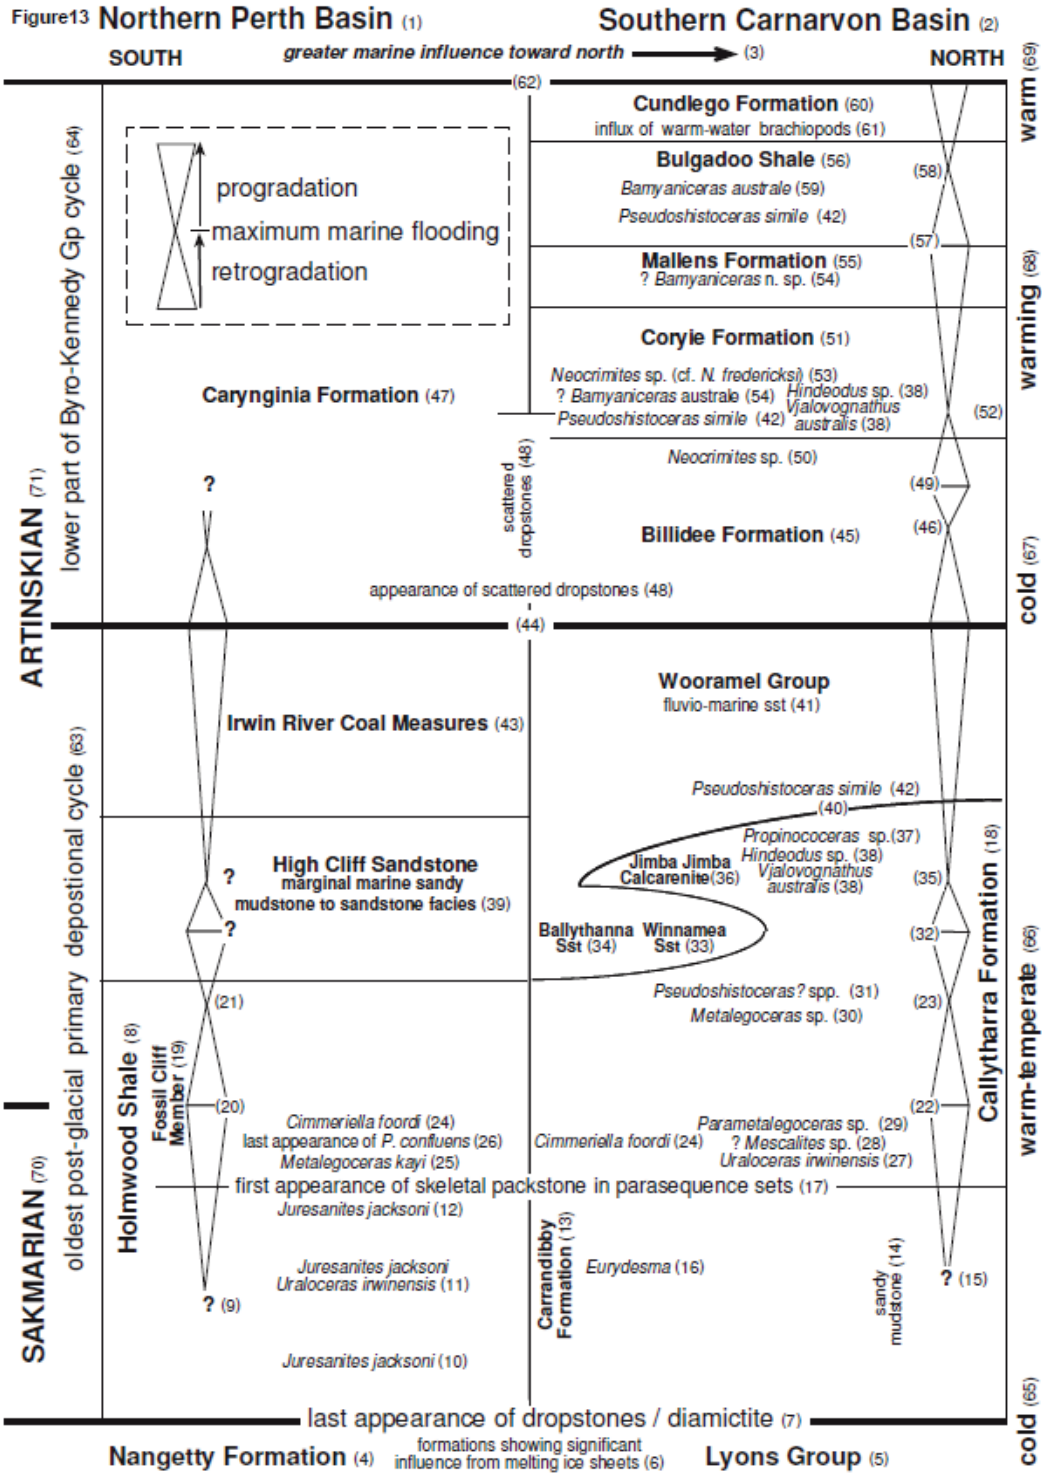 Figure13 Northern Perth Basin (1)
Southern Carnarvon Basin (2)
SOUTH
greater marine influence toward north (3)
NORTH
warm (69)
(62)
Cundlego Formation (60)
influx of warm-water brachiopods (61)
Bulgadoo Shale (56)
(58)
Bamyaniceras australe (59)
Pseudoshistoceras simile (42)
(57)
progradation
maximum marine flooding
retrogradation
lower part of Byro-Kennedy Gp cycle (64)
Mallens Formation (55)
? Bamyaniceras n. sp. (54)
warming (68)
Coryie Formation (51)
Carynginia Formation (47)
Neocrimites sp. (cf. N. fredericksi) (53)
? Bamyaniceras australe (54)
Hindeodus sp. (38)
Pseudoshistoceras simile (42)
Vjalovognathus
australis (38)
(52)
scattered
dropstones (48)
Neocrimites sp. (50)
?
(49)
Billidee Formation (45)
(46)
ARTINSKIAN (71)
cold (67)
appearance of scattered dropstones (48)
(44)
Wooramel Group
fluvio-marine sst (41)
Irwin River Coal Measures (43)
oldest post-glacial primary depostional cycle (63)
Pseudoshistoceras simile (42)
(40)
Propinococeras sp.(37)
Hindeodus sp. (38)
Vjalovognathus
australis (38)
Jimba Jimba
Calcarenite(36)
(35)
Callytharra Formation (18)
?
High Cliff Sandstone
marginal marine sandy
mudstone to sandstone facies (39)
?
Ballythanna
Sst (34)
Winnamea
Sst (33)
(32)
warm-temperate (66)
Pseudoshistoceras? spp. (31)
Metalegoceras sp. (30)
(21)
(23)
Holmwood Shale (8)
Fossil Cliff
Member (19)
(20)
(22)
Cimmeriella foordi (24)
last appearance of P. confluens (26)
Metalegoceras kayi (25)
Cimmeriella foordi (24)
Parametalegoceras sp. (29)
? Mescalites sp. (28)
Uraloceras irwinensis (27)
first appearance of skeletal packstone in parasequence sets (17)
Juresanites jacksoni (12)
SAKMARIAN (70)
Juresanites jacksoni
Uraloceras irwinensis (11)
? (9)
Carrandibby
Formation (13)
Eurydesma (16)
sandy
mudstone (14)
? (15)
Juresanites jacksoni (10)
cold (65)
last appearance of dropstones / diamictite (7)
Nangetty Formation (4)
formations showing significant
influence from melting ice sheets (6)
Lyons Group (5)